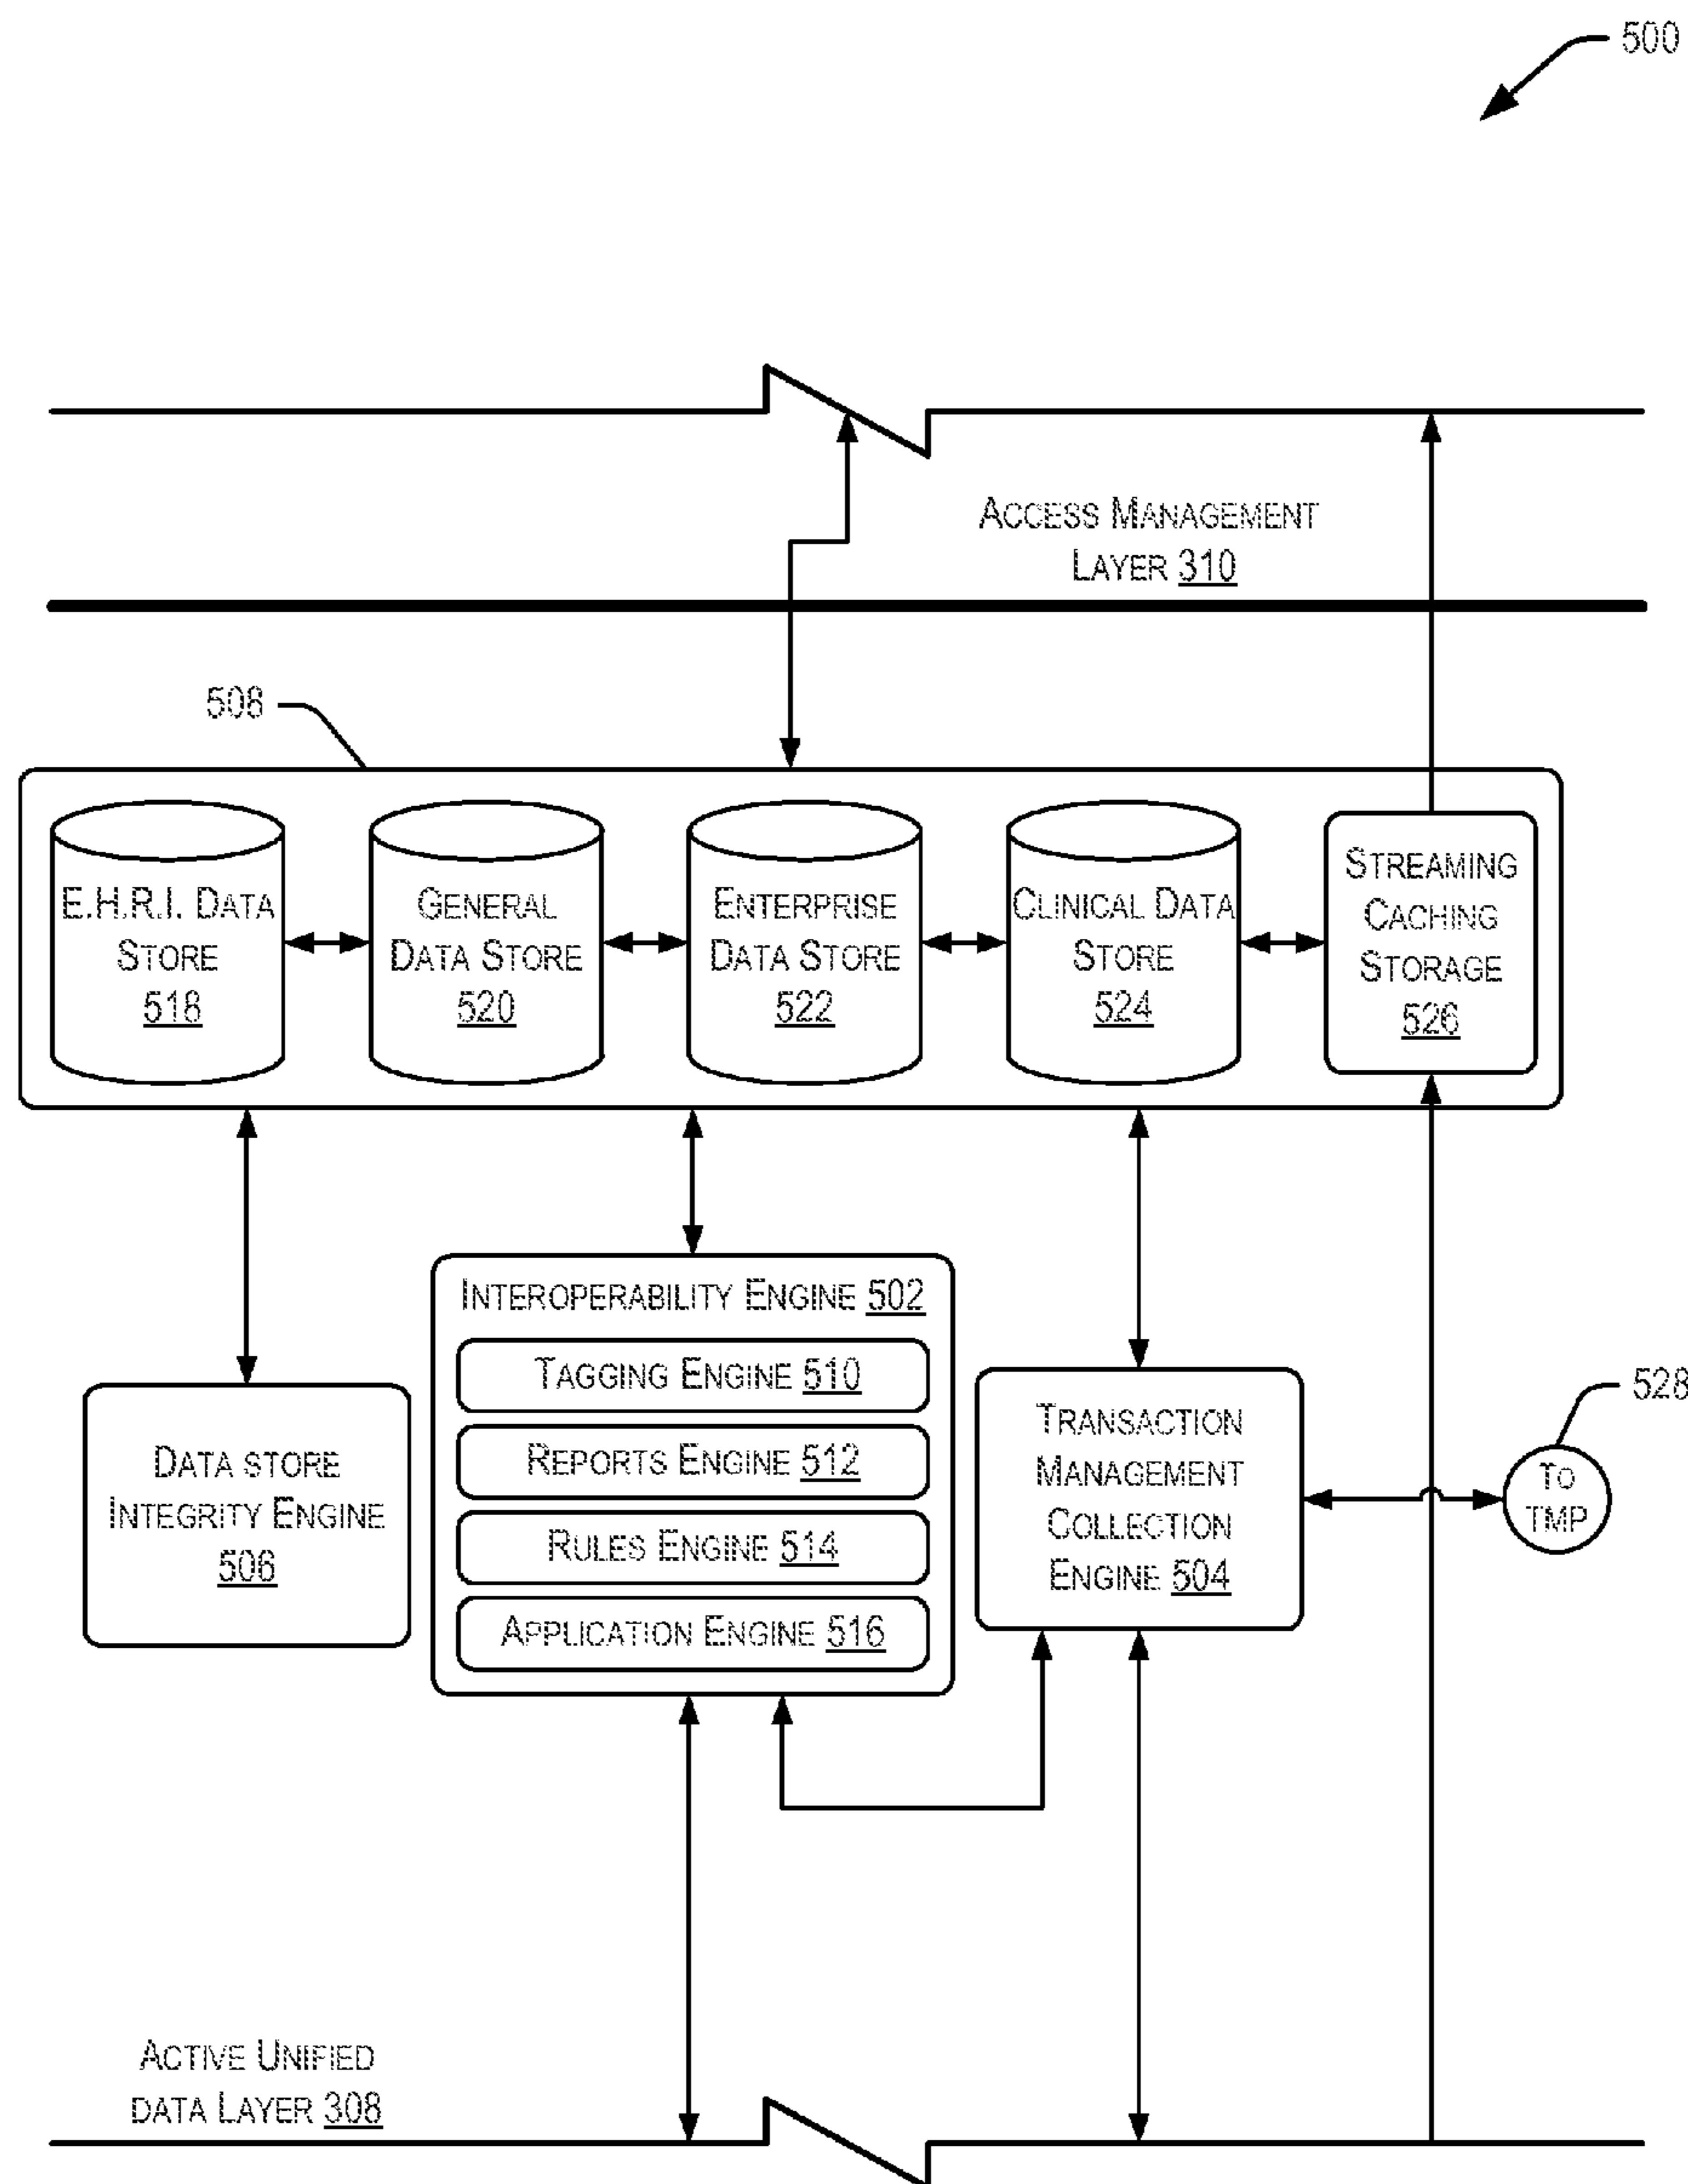 500
ACCESS MANAGEMENT
LAYER 310
508
E.H.R.I. DATA
STORE
518
GENERAL
DATA STORE
520
ENTERPRISE
DATA STORE
522
CLINICAL DATA
STORE
524
STREAMING
CACHING
STORAGE
526
INTEROPERABILITY ENGINE 502
TAGGING ENGINE 510
REPORTS ENGINE 512
RULES ENGINE 514
APPLICATION ENGINE 516
DATA STORE
INTEGRITY ENGINE
506
TRANSACTION
MANAGEMENT
COLLECTION
ENGINE 504
528
TO
TMP
ACTIVE UNIFIED
DATA LAYER 308